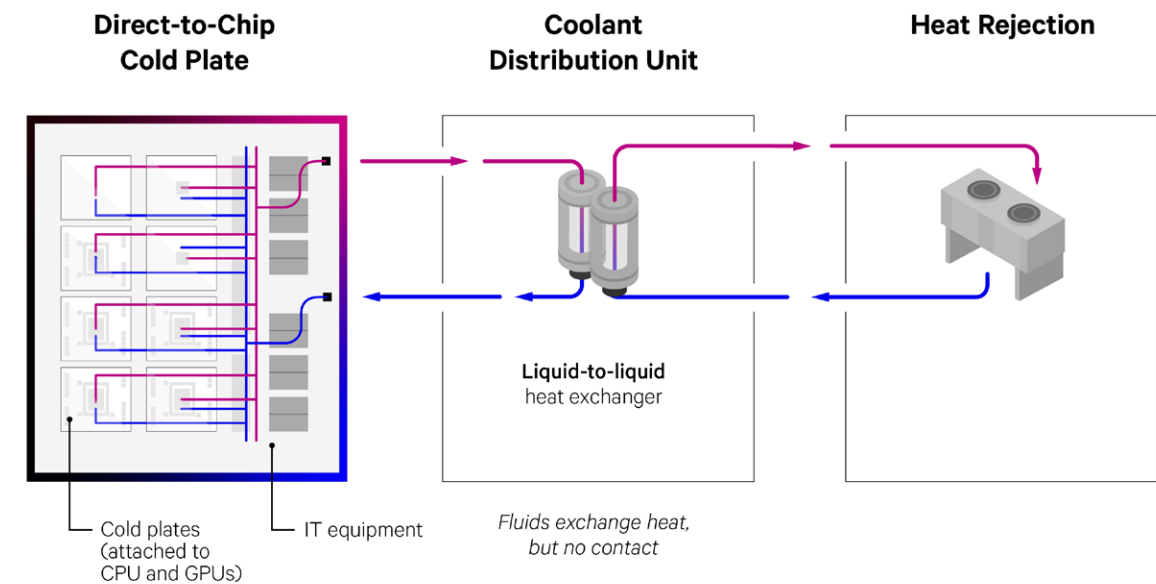 Direct-to-Chip
Cold Plate
Coolant
Distribution Unit
Heat Rejection
Liquid-to-liquid
heat exchanger
Cold plates
(attached to
CPU and GPUs)
IT equipment
Fluids exchange heat,
but no contact